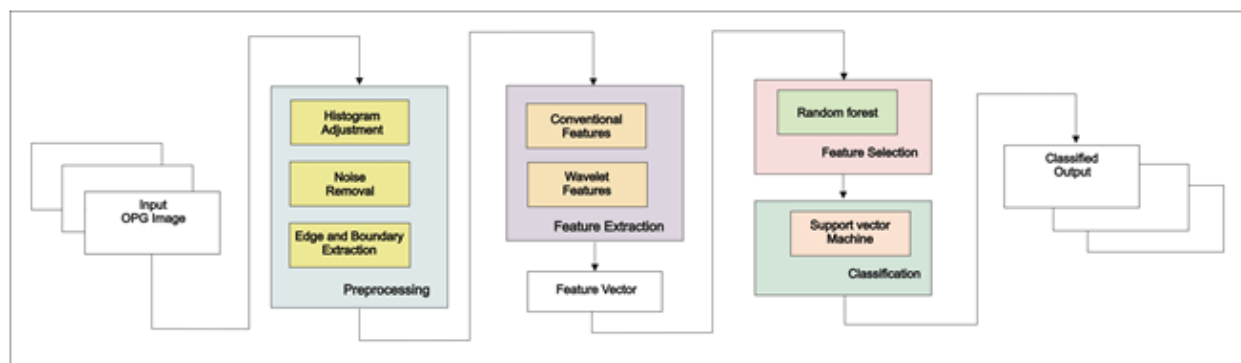 Input
OPG Image
Histogram
Adjustment
Noise
Removal
Edge and Boundary
Extraction
Preprocessing
Conventional
Features
Wavelet
Features
Feature Extraction
Feature Vector
Random forest
Feature Selection
Support vector
Machine
Classification
Classified
Output